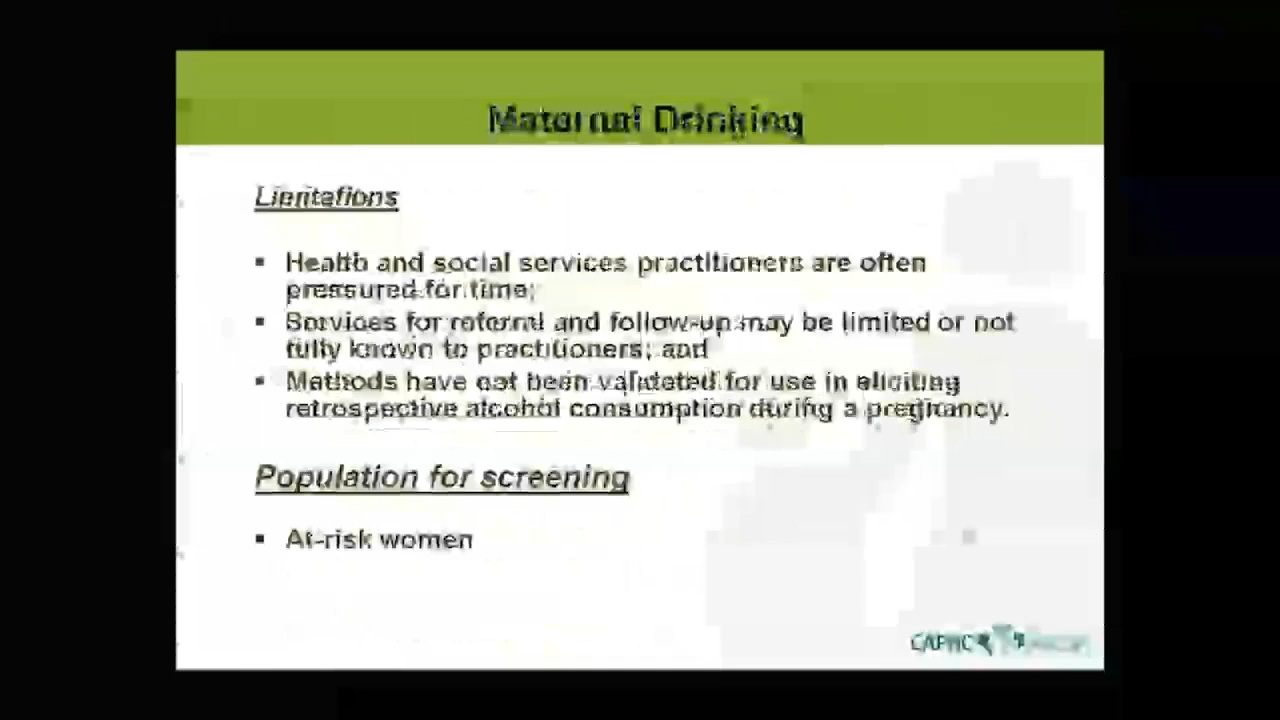 Maternal Drinking
Limitations
▪ Health and social services practitioners are often
pressured for time;
▪ Services for referral and follow-up may be limited or not
fully known to practitioners; and
▪ Methods have not been validated for use in eliciting
retrospective alcohol consumption during a pregnancy.
Population for screening
▪ At-risk women
CAPHC